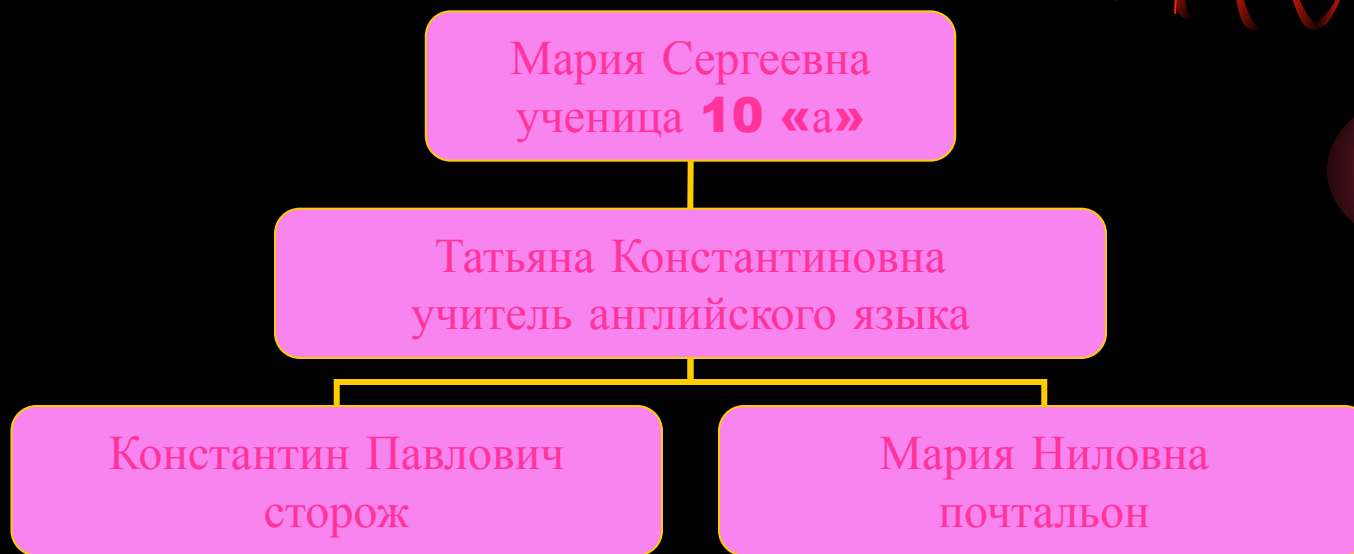 Мария Сергеевна
ученица 10 «а»
Татьяна Константиновна
учитель английского языка
Константин Павлович
сторож
Мария Ниловна
почтальон